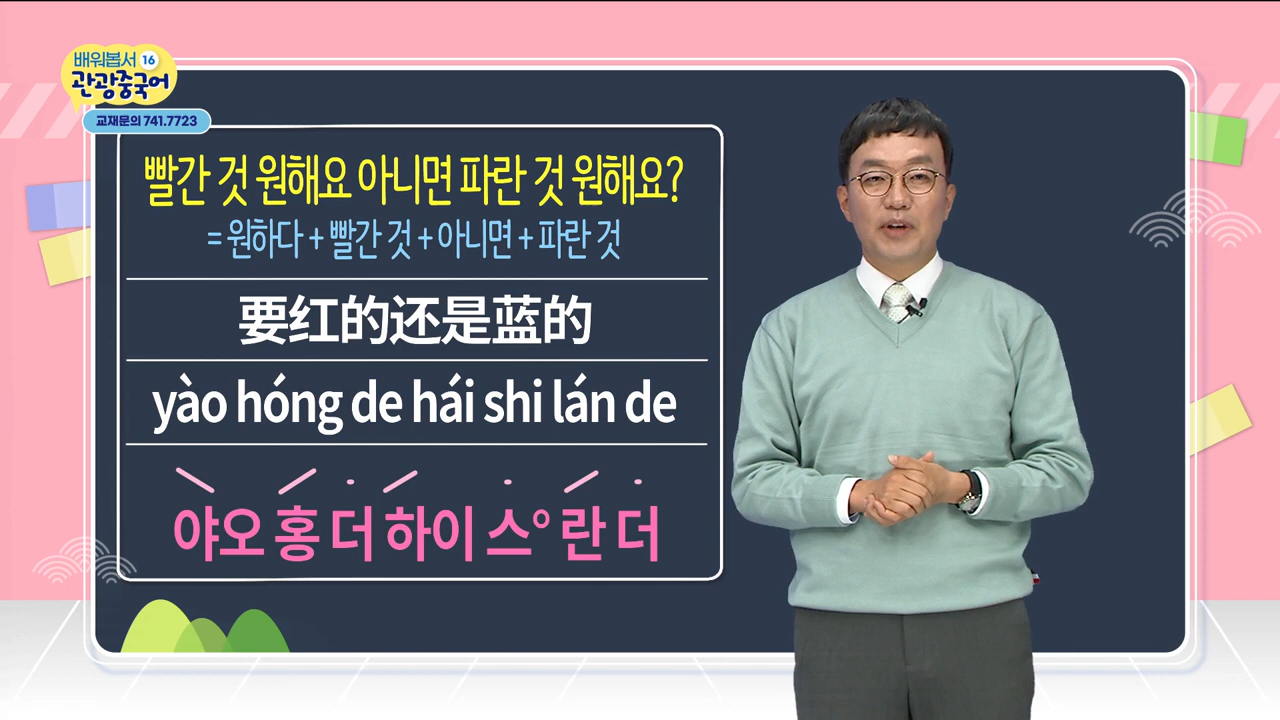 배워봅서 16
관광중국어
교재문의 741.7723
빨간 것 원해요 아니면 파란 것 원해요?
= 원하다 + 빨간 것 + 아니면 + 파란 것
要红的还是蓝的
yào hóng de hái shi lán de
야오 홍 더 하이 스° 란 더